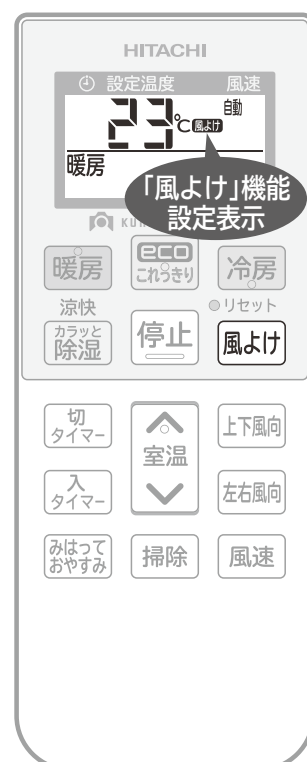 HITACHI
設定温度 風速
23℃ 風よけ 自動
暖房
「風よけ」機能
設定表示
暖房
eco
これっきり
冷房
涼快
カラッと
除湿
停止
リセット
風よけ
切
タイマー
室温
上下風向
入
タイマー
左右風向
みはって
おやすみ
掃除
風速